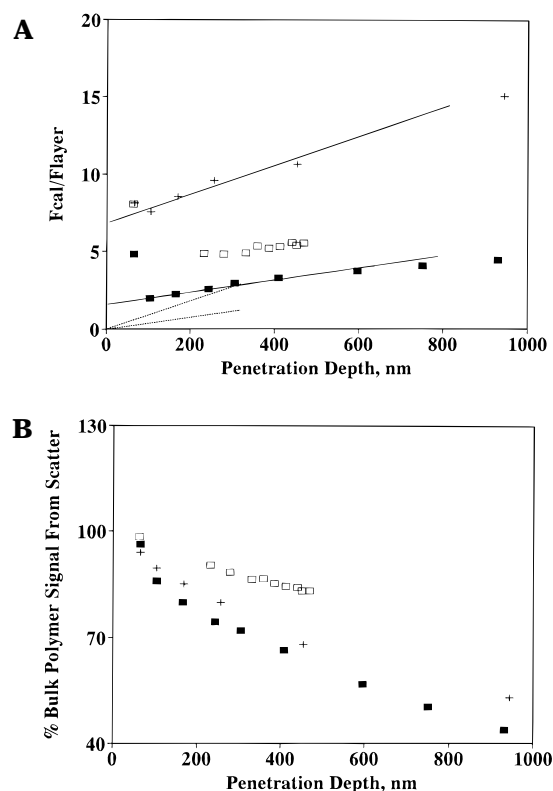 A
Fcal/Flayer
20
15
10
5
0
0 200 400 600 800 1000
Penetration Depth, nm
B
% Bulk Polymer Signal From Scatter
130
100
70
40
0 200 400 600 800 1000
Penetration Depth, nm